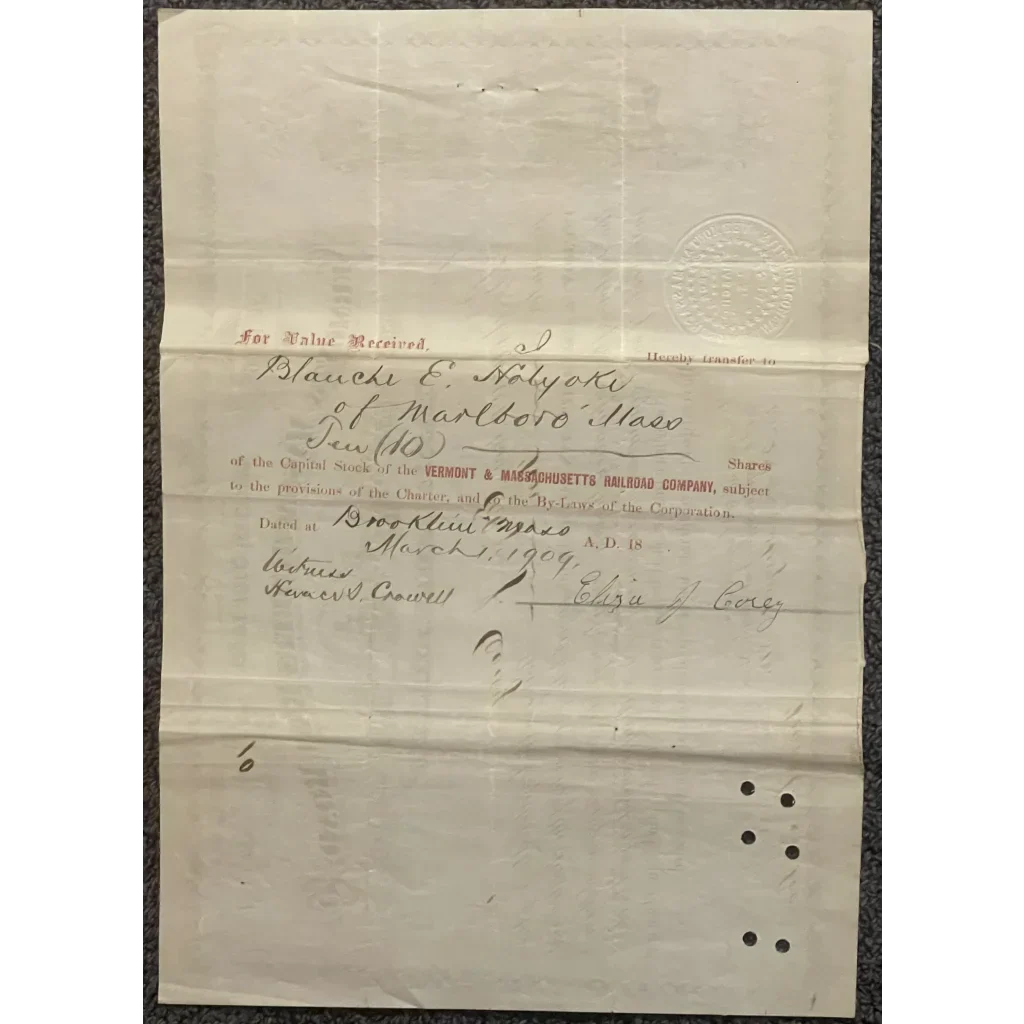 For Value Received, I Hereby transfer to
Blanche E. Holyoke
of Marlboro' Mass
Ten (10) Shares
of the Capital Stock of the VERMONT & MASSACHUSETTS RAILROAD COMPANY, subject
to the provisions of the Charter, and to the By-Laws of the Corporation.
Dated at Brookline Mass A. D. 18
March 1, 1909.
Witness
Horace S. Crowell Eliza J Corey
10